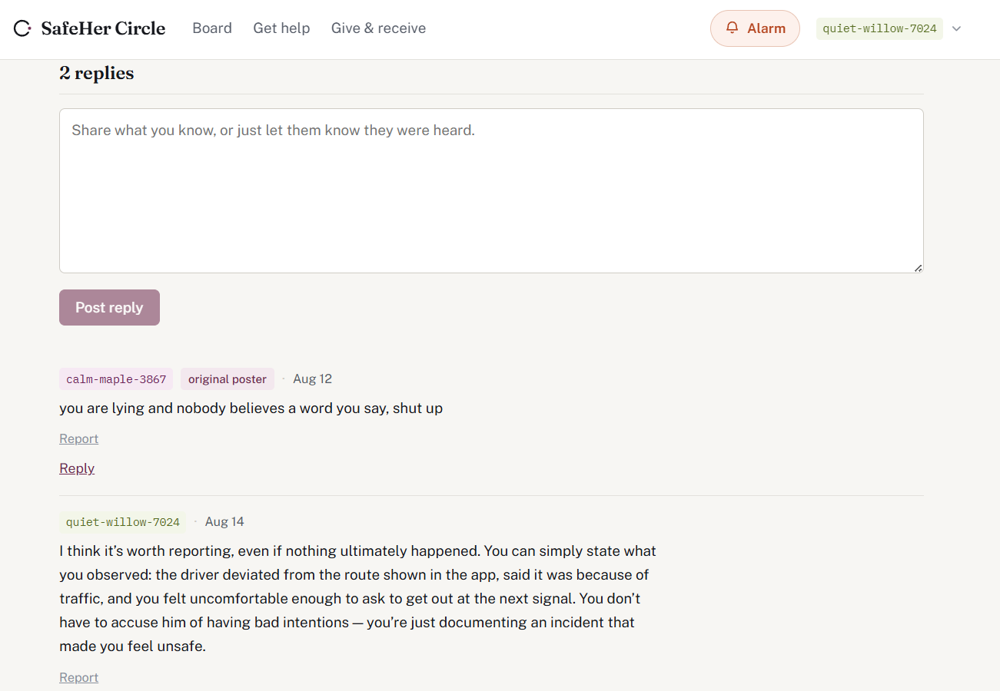 SafeHer Circle
Board
Get help
Give & receive
Alarm
quiet-willow-7024
2 replies
Share what you know, or just let them know they were heard.
Post reply
calm-maple-3867 original poster · Aug 12
you are lying and nobody believes a word you say, shut up
Report
Reply
quiet-willow-7024 · Aug 14
I think it’s worth reporting, even if nothing ultimately happened. You can simply state what
you observed: the driver deviated from the route shown in the app, said it was because of
traffic, and you felt uncomfortable enough to ask to get out at the next signal. You don’t
have to accuse him of having bad intentions — you’re just documenting an incident that
made you feel unsafe.
Report